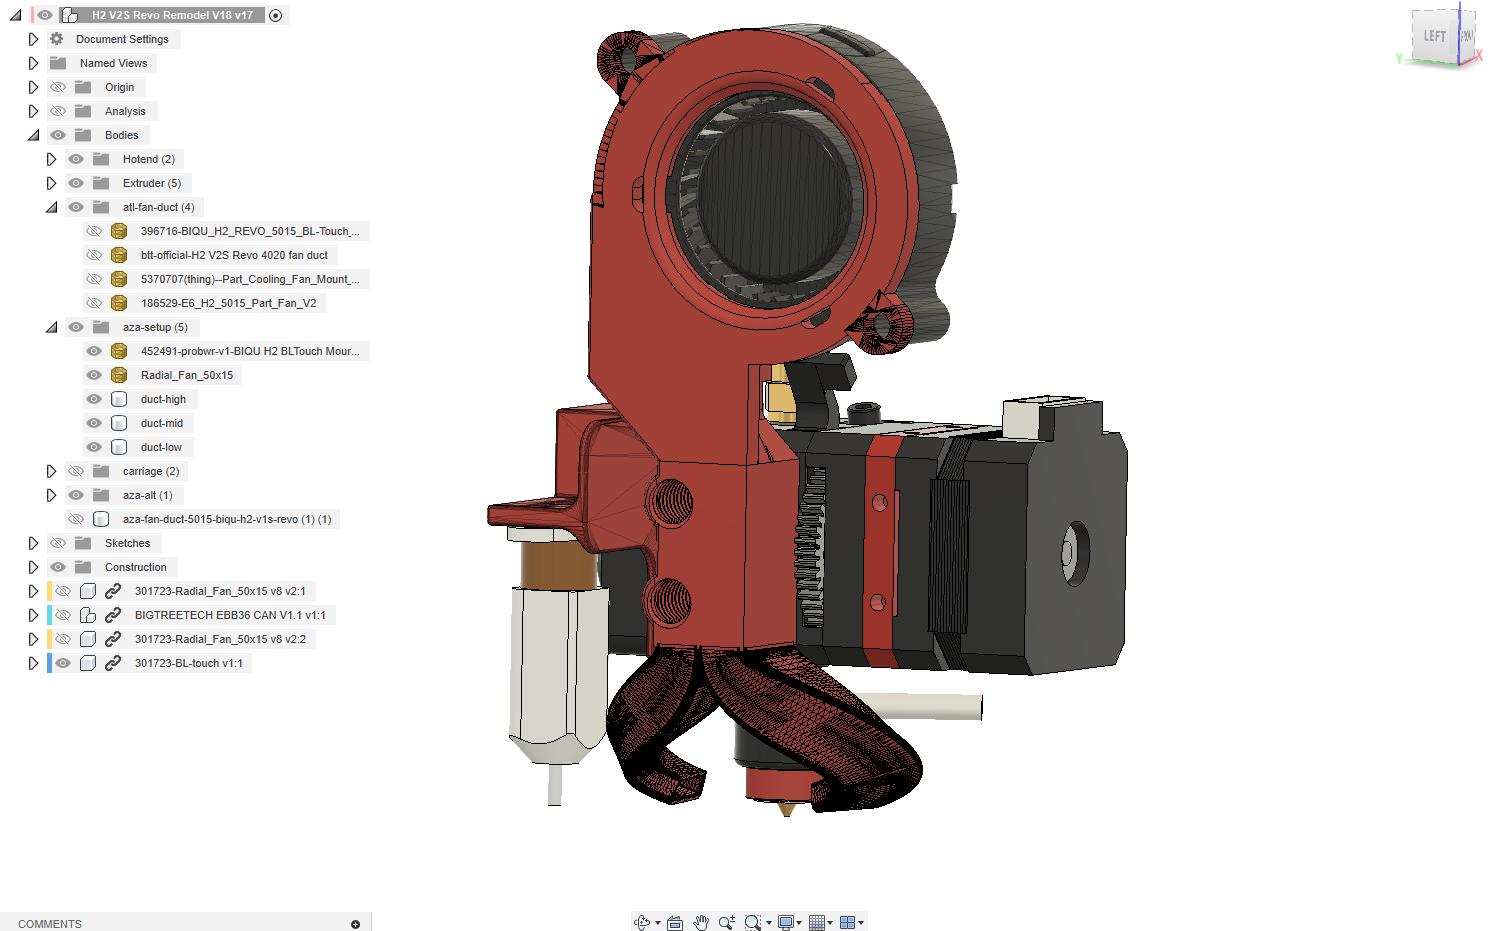 H2 V2S Revo Remodel V18 v17
Document Settings
Named Views
Origin
Analysis
Bodies
Hotend (2)
Extruder (5)
atl-fan-duct (4)
396716-BIQU_H2_REVO_5015_BL-Touch_...
btt-official-H2 V2S Revo 4020 fan duct
5370707(thing)--Part_Cooling_Fan_Mount_...
186529-E6_H2_5015_Part_Fan_V2
aza-setup (5)
452491-probwr-v1-BIQU H2 BLTouch Mour...
Radial_Fan_50x15
duct-high
duct-mid
duct-low
carriage (2)
aza-alt (1)
aza-fan-duct-5015-biqu-h2-v1s-revo (1) (1)
Sketches
Construction
301723-Radial_Fan_50x15 v8 v2:1
BIGTREETECH EBB36 CAN V1.1 v1:1
301723-Radial_Fan_50x15 v8 v2:2
301723-BL-touch v1:1
COMMENTS
LEFT
Y
X